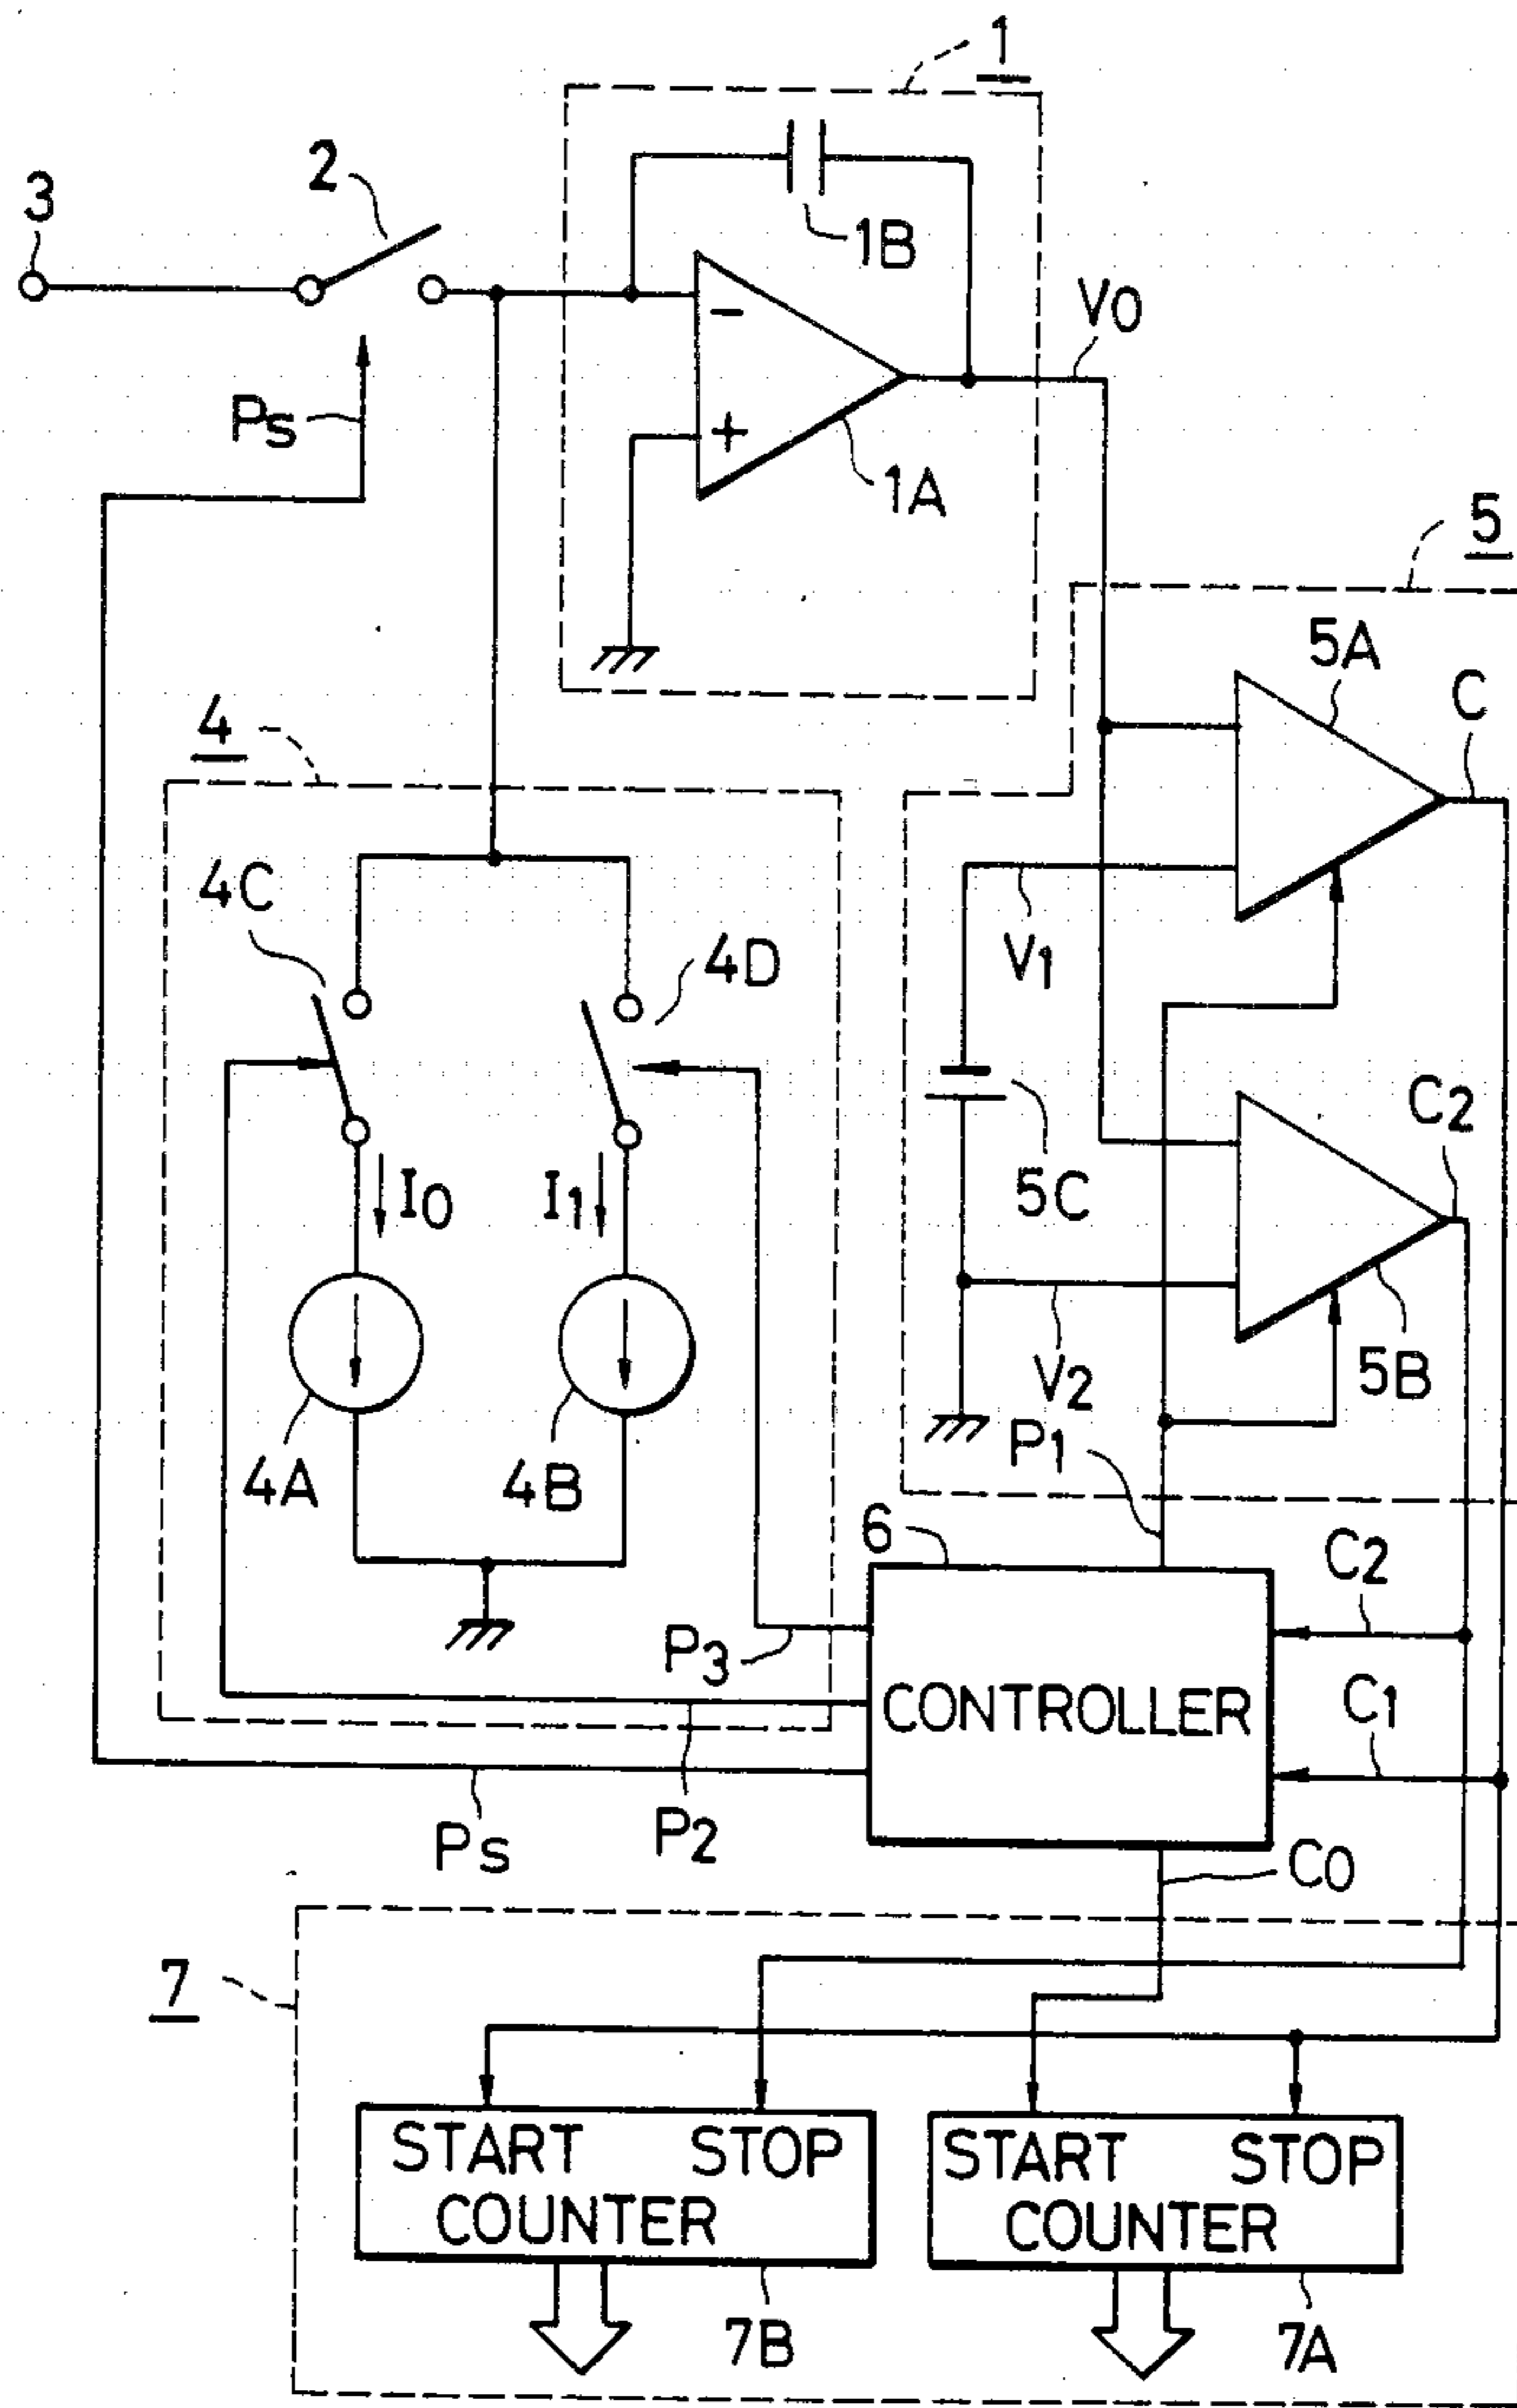 1
2
3
1B
V0
−
+
PS
1A
5
5A
C
4
4C
4D
V1
C2
I0
I1
5C
V2
5B
4A
4B
P1
6
C2
P3
CONTROLLER
C1
PS
P2
C0
7
START STOP
COUNTER
START STOP
COUNTER
7B
7A